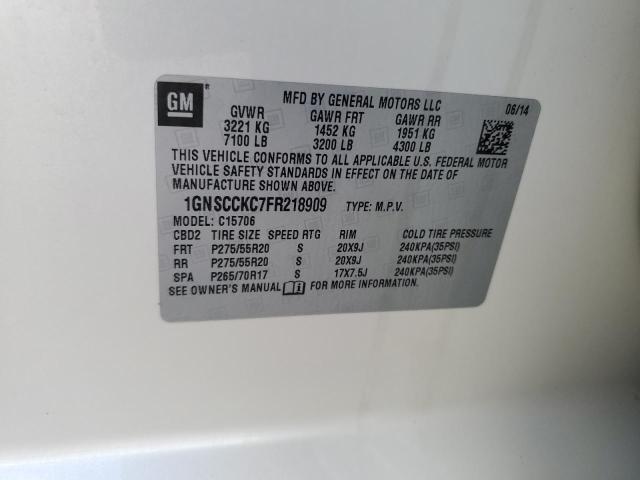 GM®
MFD BY GENERAL MOTORS LLC
06/14
GVWR GAWR FRT GAWR RR
3221 KG 1452 KG 1951 KG
7100 LB 3200 LB 4300 LB
THIS VEHICLE CONFORMS TO ALL APPLICABLE U.S. FEDERAL MOTOR
VEHICLE SAFETY STANDARDS IN EFFECT ON THE DATE OF
MANUFACTURE SHOWN ABOVE.
1GNSCCKC7FR218909 TYPE: M.P.V.
MODEL: C15706
CBD2 TIRE SIZE SPEED RTG RIM COLD TIRE PRESSURE
FRT P275/55R20 S 20X9J 240KPA(35PSI)
RR P275/55R20 S 20X9J 240KPA(35PSI)
SPA P265/70R17 S 17X7.5J 240KPA(35PSI)
SEE OWNER'S MANUAL FOR MORE INFORMATION.